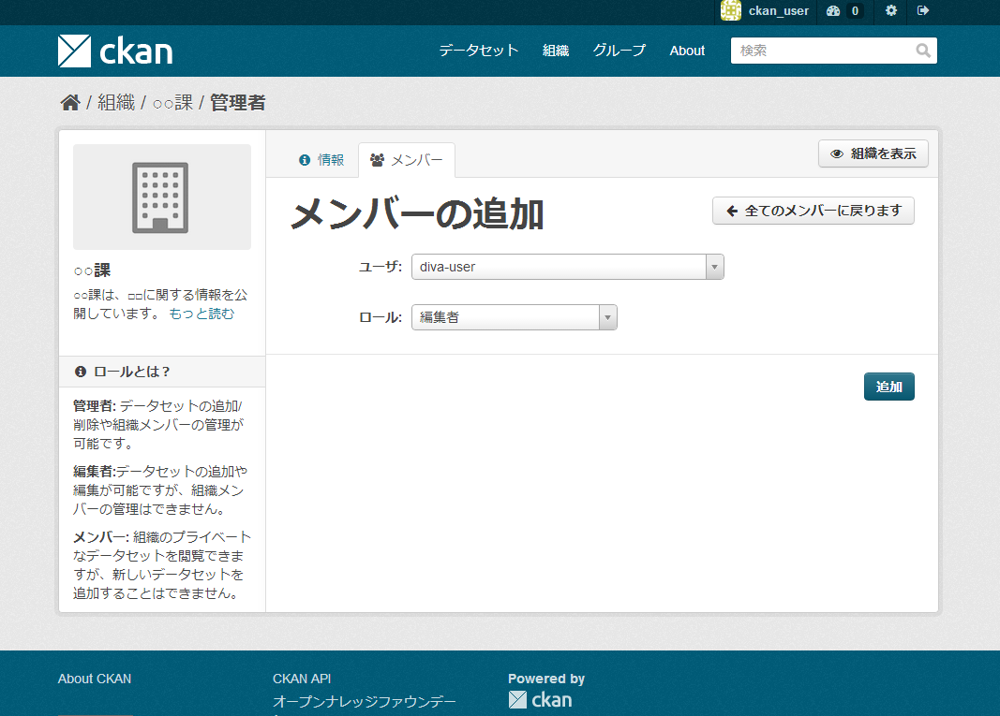 ckan_user 0
ckan データセット 組織 グループ About 検索
/ 組織 / ○○課 / 管理者
情報 メンバー 組織を表示
メンバーの追加 全てのメンバーに戻ります
ユーザ: diva-user
ロール: 編集者
追加
○○課
○○課は、□□に関する情報を公
開しています。 もっと読む
ロールとは？
管理者: データセットの追加/
削除や組織メンバーの管理が
可能です。
編集者:データセットの追加や
編集が可能ですが、組織メン
バーの管理はできません。
メンバー: 組織のプライベート
なデータセットを閲覧できま
すが、新しいデータセットを
追加することはできません。
About CKAN
CKAN API
オープンナレッジファウンデー
Powered by
ckan